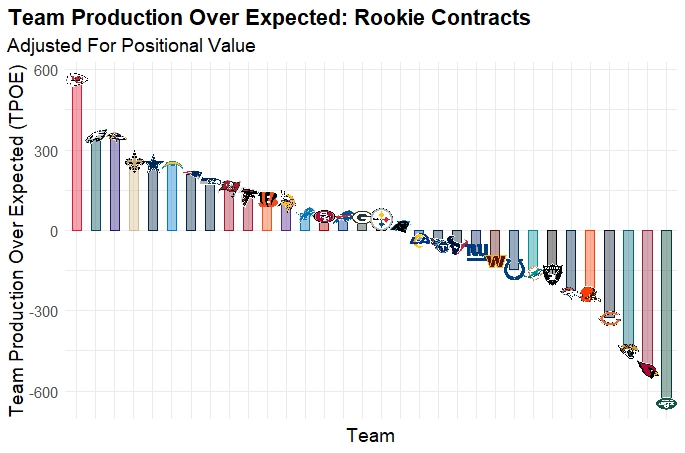 Team Production Over Expected: Rookie Contracts
Adjusted For Positional Value
Team Production Over Expected (TPOE)
600
300
0
-300
-600
Team